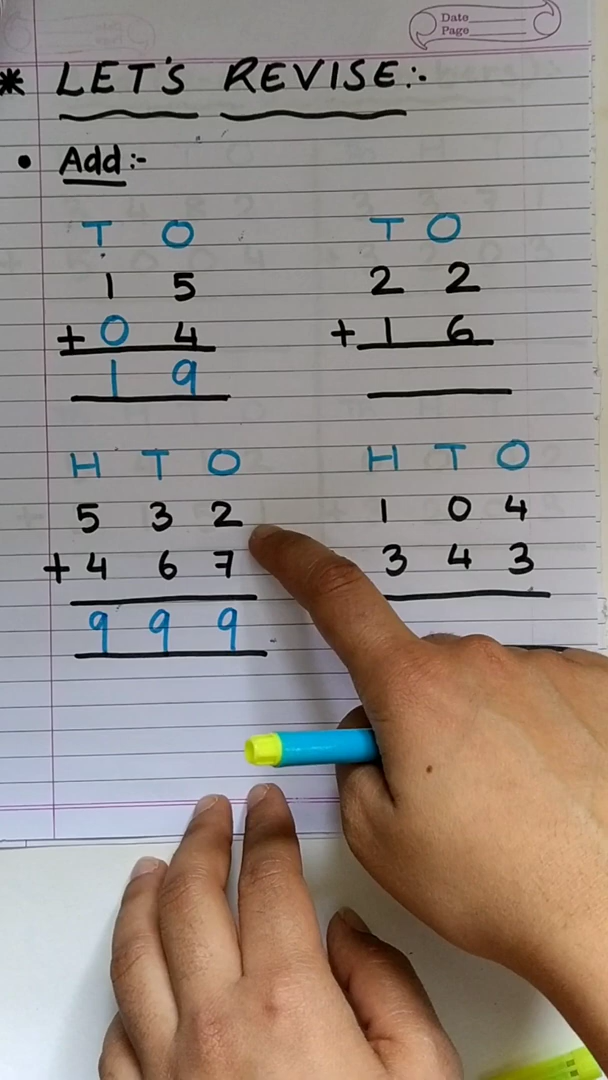 Date
Page
* LET'S REVISE:-
• Add:-
T O
1 5
+ 0 4
1 9
T O
2 2
+ 1 6
H T O
5 3 2
+ 4 6 7
9 9 9
H T O
1 0 4
3 4 3